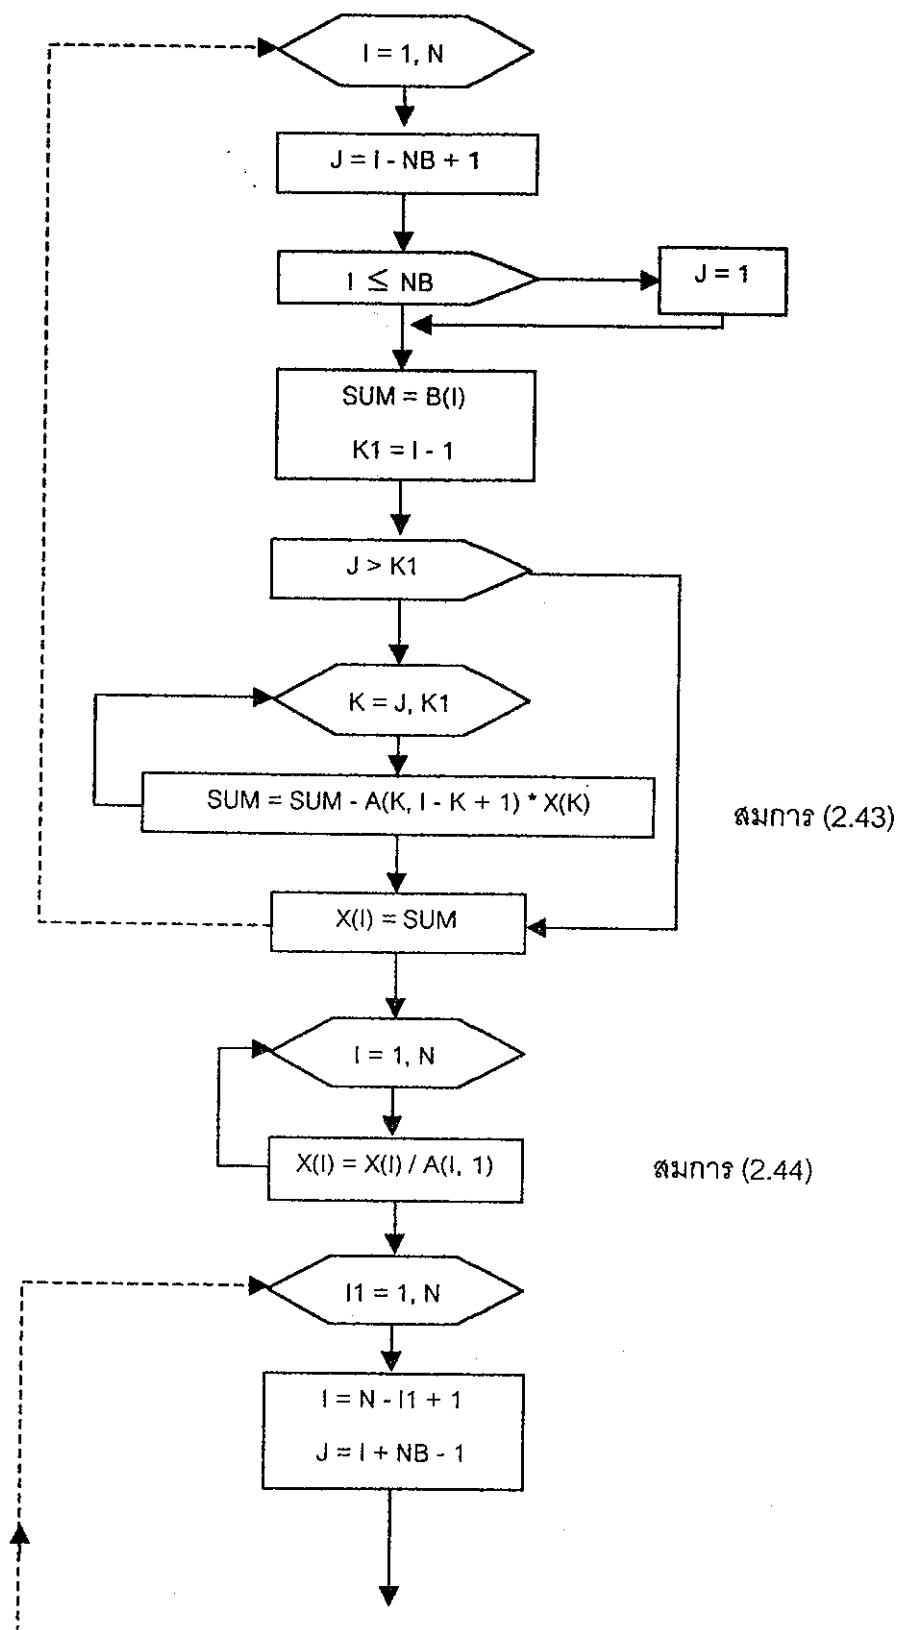 I = 1, N
J = I - NB + 1
I ≤ NB
J = 1
SUM = B(I)
K1 = I - 1
J > K1
K = J, K1
SUM = SUM - A(K, I - K + 1) * X(K)
สมการ (2.43)
X(I) = SUM
I = 1, N
X(I) = X(I) / A(I, 1)
สมการ (2.44)
I1 = 1, N
I = N - I1 + 1
J = I + NB - 1